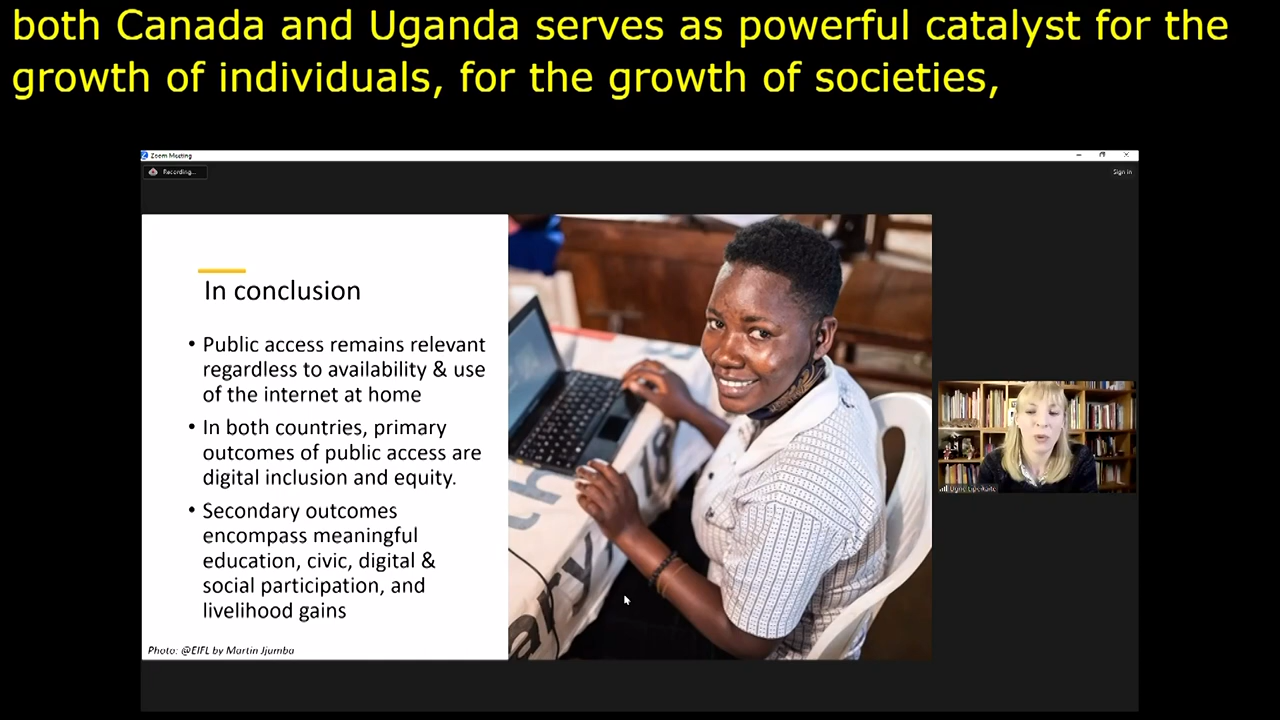 both Canada and Uganda serves as powerful catalyst for the
growth of individuals, for the growth of societies,
Zoom Meeting
Recording...
Sign in
In conclusion
• Public access remains relevant
regardless to availability & use
of the internet at home
• In both countries, primary
outcomes of public access are
digital inclusion and equity.
• Secondary outcomes
encompass meaningful
education, civic, digital &
social participation, and
livelihood gains
Photo: @EIFL by Martin Jjumba